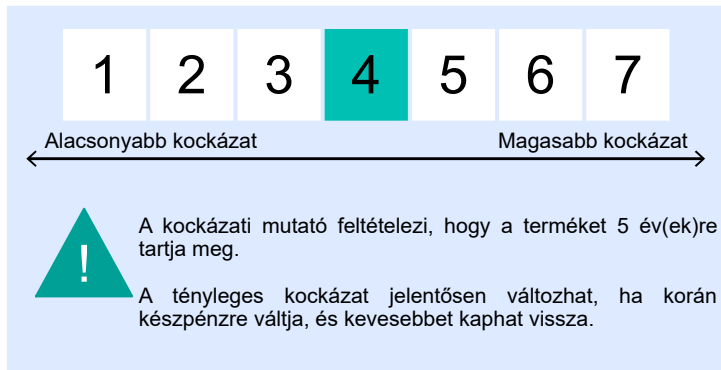 1 2 3 4 5 6 7
Alacsonyabb kockázat Magasabb kockázat
!
A kockázati mutató feltételezi, hogy a terméket 5 év(ek)re
tartja meg.
A tényleges kockázat jelentősen változhat, ha korán
készpénzre váltja, és kevesebbet kaphat vissza.